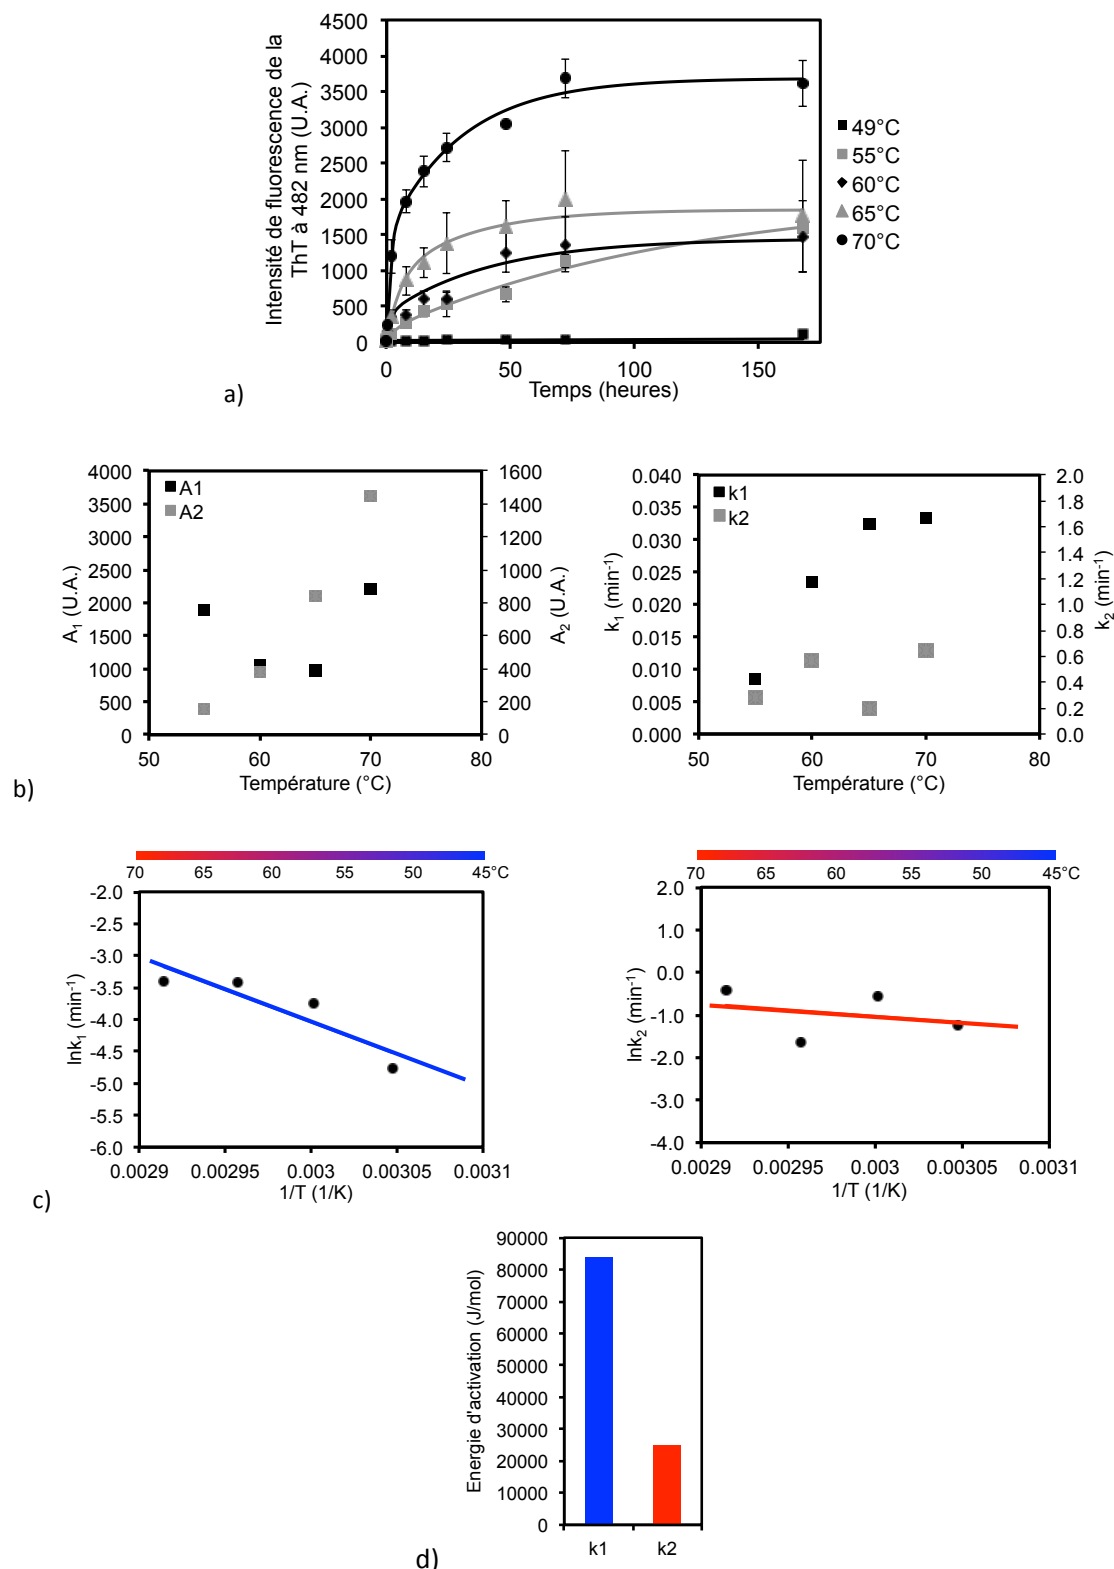 Intensité de fluorescence de la
ThT à 482 nm (U.A.)
4500
4000
3500
3000
2500
2000
1500
1000
500
0
0 50 100 150
Temps (heures)
49°C
55°C
60°C
65°C
70°C
a)
A1
A2
A₁ (U.A.)
4000
3500
3000
2500
2000
1500
1000
500
0
1600
1400
1200
1000
800
600
400
200
0
A₂ (U.A.)
50 60 70 80
Température (°C)
k1
k2
k₁ (min⁻¹)
0.040
0.035
0.030
0.025
0.020
0.015
0.010
0.005
0.000
2.0
1.8
1.6
1.4
1.2
1.0
0.8
0.6
0.4
0.2
0.0
k₂ (min⁻¹)
50 60 70 80
Température (°C)
b)
70 65 60 55 50 45°C
lnk₁ (min⁻¹)
-2.0
-2.5
-3.0
-3.5
-4.0
-4.5
-5.0
-5.5
-6.0
0.0029 0.00295 0.003 0.00305 0.0031
1/T (1/K)
70 65 60 55 50 45°C
lnk₂ (min⁻¹)
2.0
1.0
0.0
-1.0
-2.0
-3.0
-4.0
0.0029 0.00295 0.003 0.00305 0.0031
1/T (1/K)
c)
Energie d'activation (J/mol)
90000
80000
70000
60000
50000
40000
30000
20000
10000
0
k1 k2
d)